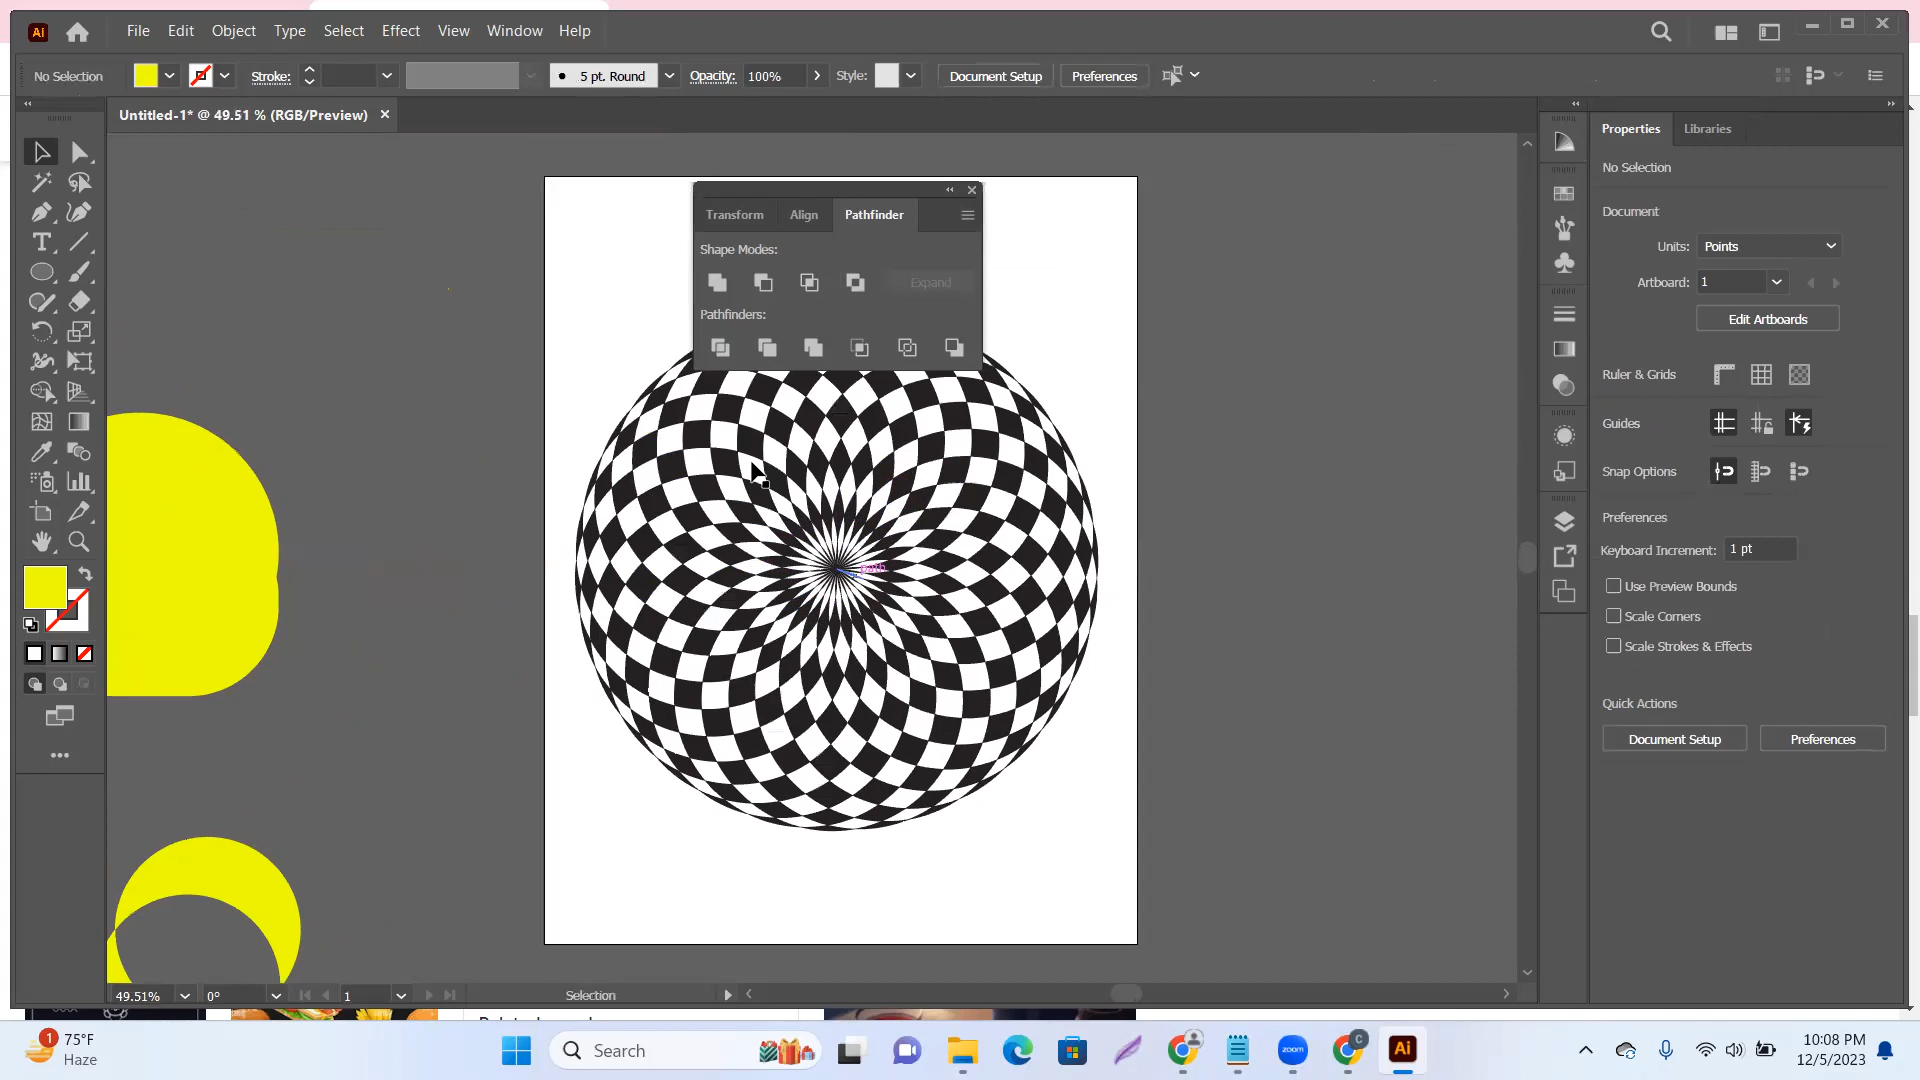 Ai File Edit Object Type Select Effect View Window Help
No Selection Stroke: 5 pt. Round Opacity: 100% Style: Document Setup Preferences
Untitled-1* @ 49.51 % (RGB/Preview)
Transform Align Pathfinder
Shape Modes:
Expand
Pathfinders:
path
Properties Libraries
No Selection
Document
Units: Points
Artboard: 1
Edit Artboards
Ruler & Grids
Guides
Snap Options
Preferences
Keyboard Increment: 1 pt
Use Preview Bounds
Scale Corners
Scale Strokes & Effects
Quick Actions
Document Setup Preferences
49.51% 0° 1 Selection
1 75°F
Haze
Search
zoom
C
Ai
10:08 PM
12/5/2023